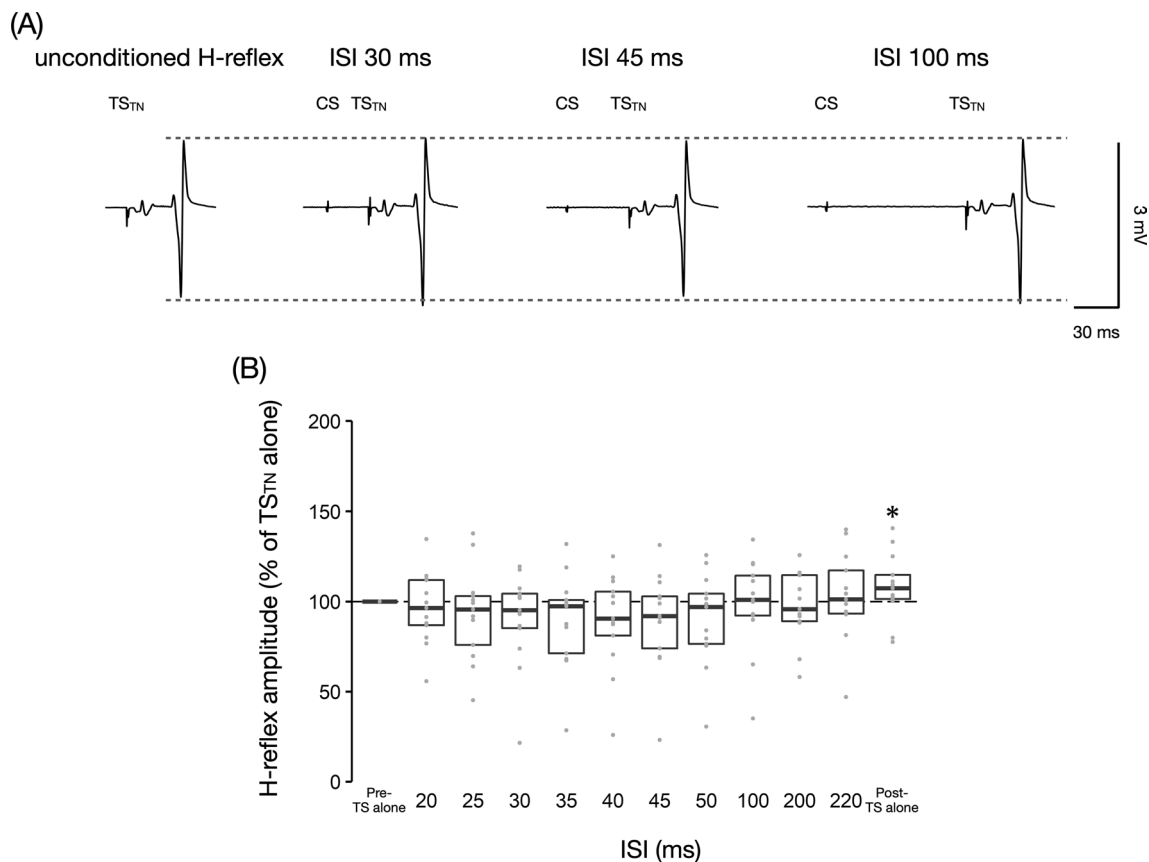 (A)
unconditioned H-reflex ISI 30 ms ISI 45 ms ISI 100 ms
TSTN CS TSTN CS TSTN CS TSTN
3 mV
30 ms
(B)
H-reflex amplitude (% of TSTN alone)
200
150
100
50
0
*
Pre-
TS alone 20 25 30 35 40 45 50 100 200 220 Post-
TS alone
ISI (ms)